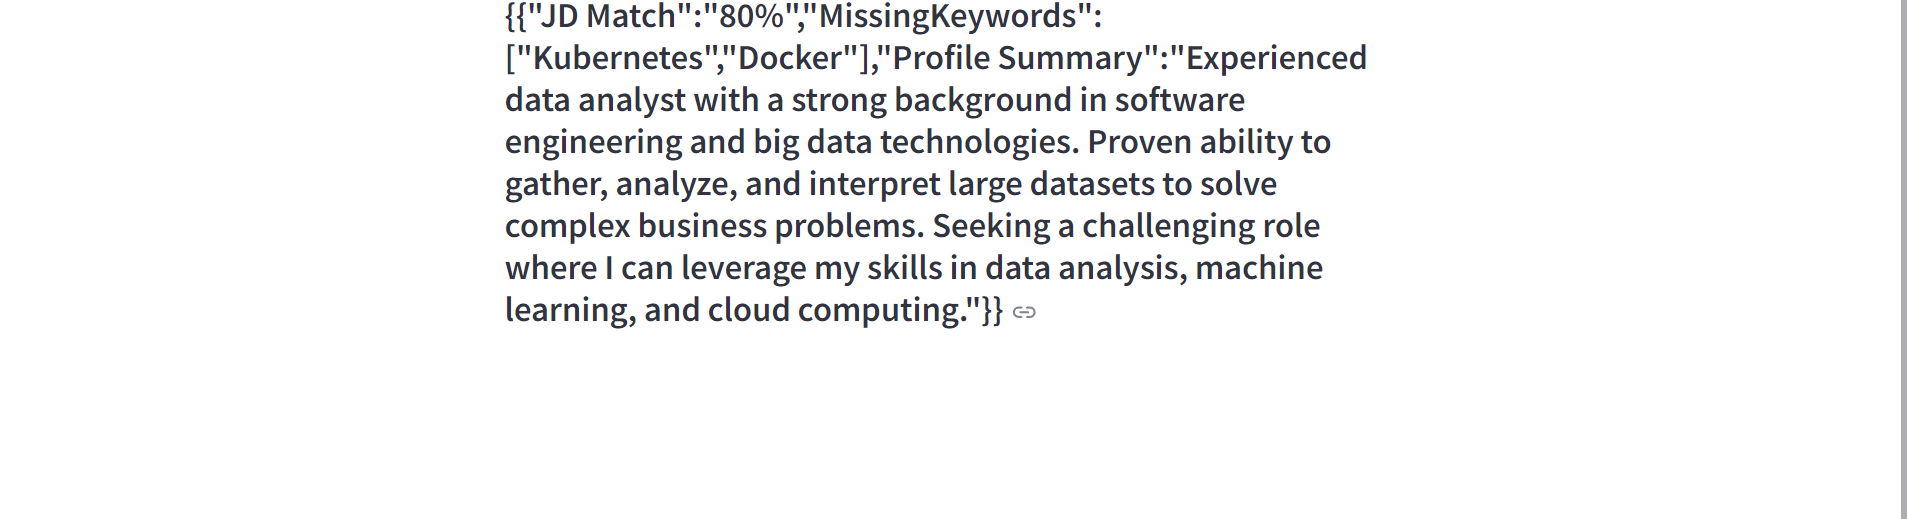 {{"JD Match":"80%","MissingKeywords":
["Kubernetes","Docker"],"Profile Summary":"Experienced
data analyst with a strong background in software
engineering and big data technologies. Proven ability to
gather, analyze, and interpret large datasets to solve
complex business problems. Seeking a challenging role
where I can leverage my skills in data analysis, machine
learning, and cloud computing."}}